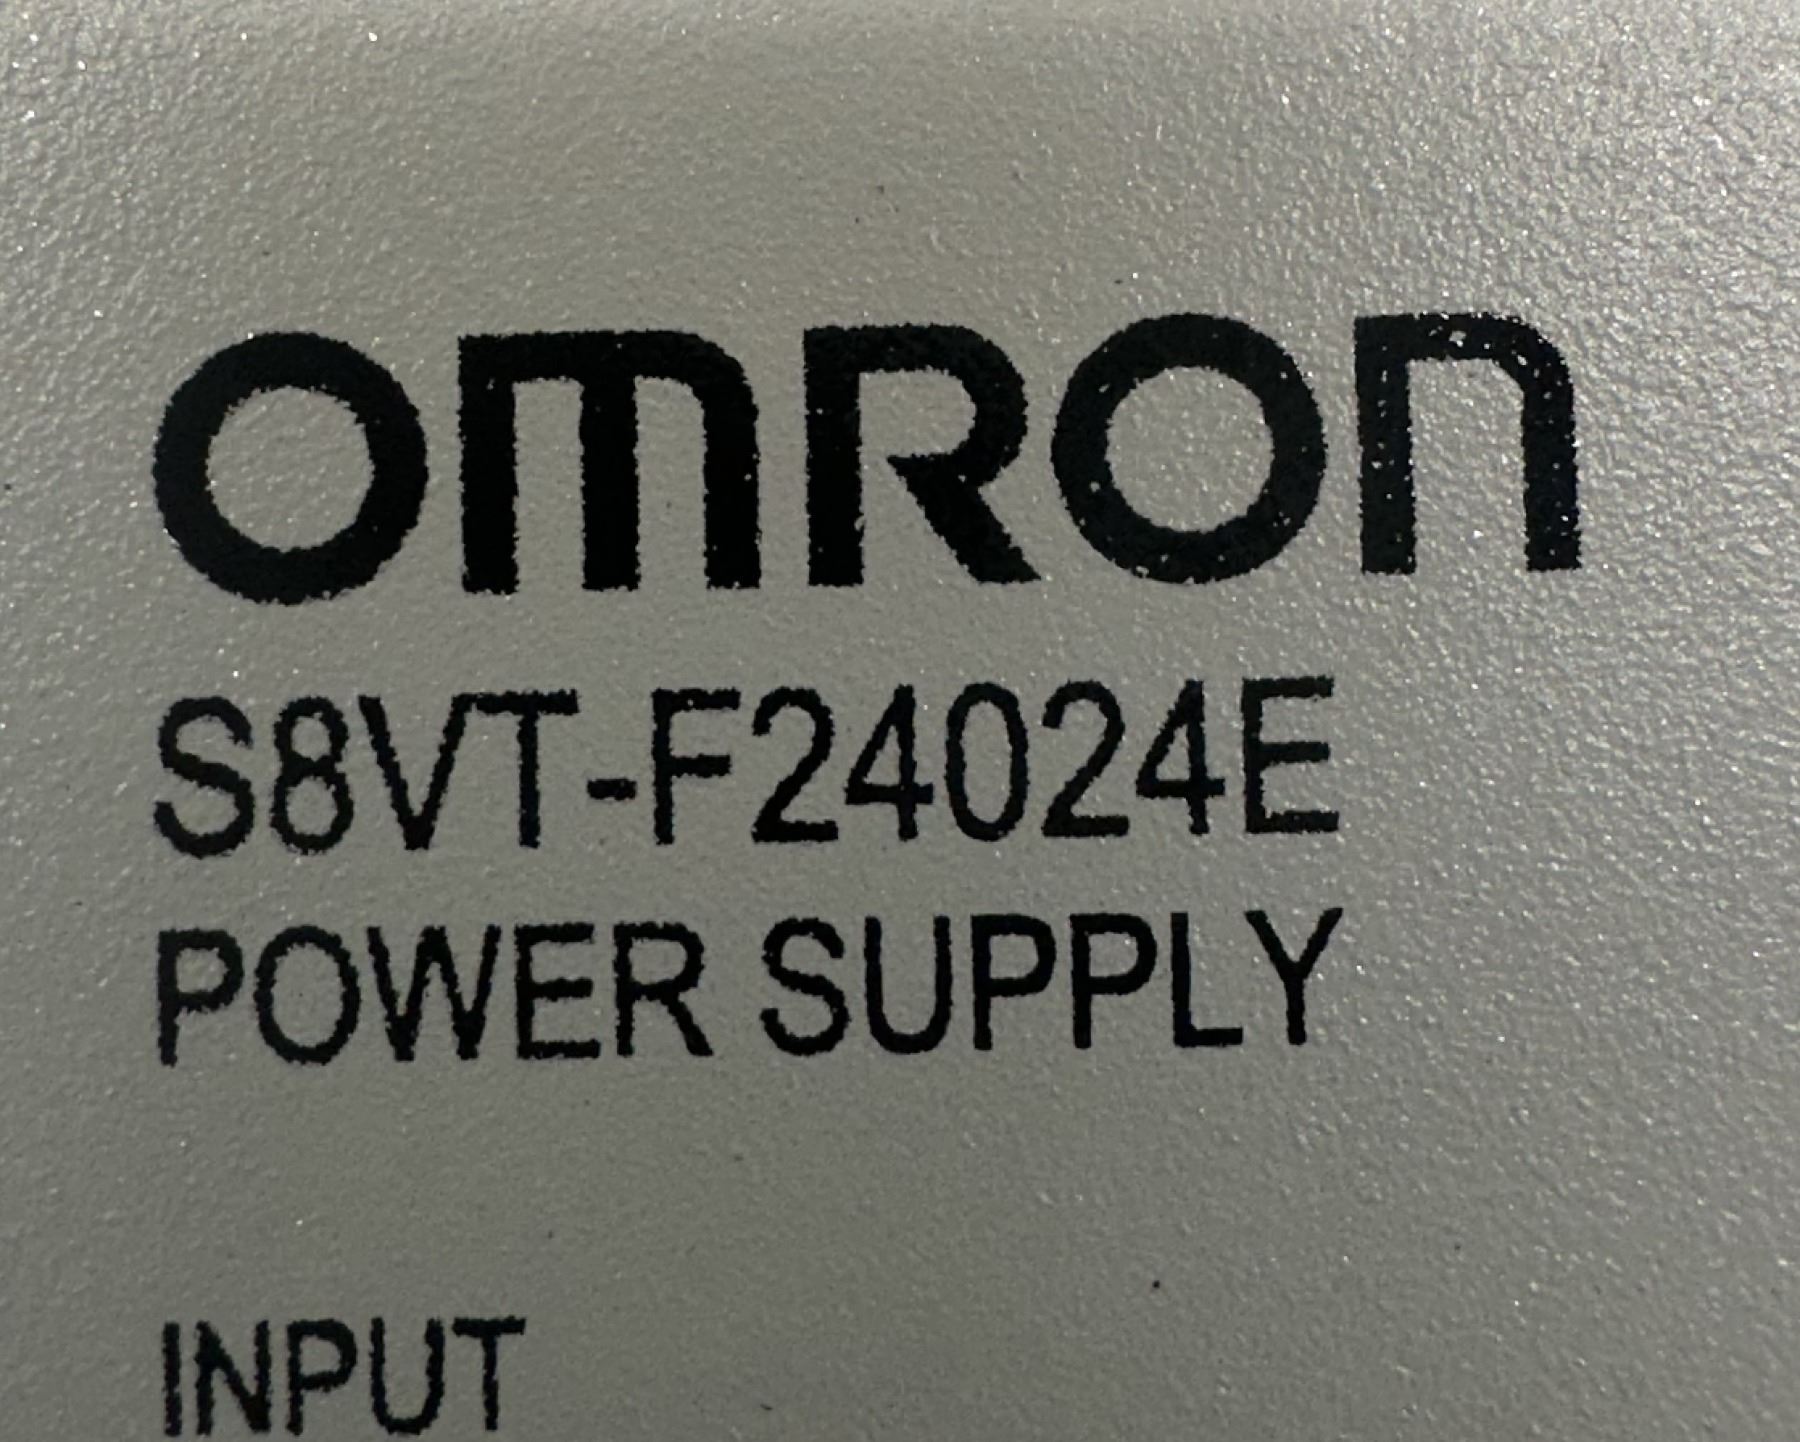 OMRON
S8VT-F24024E
POWER SUPPLY
INPUT